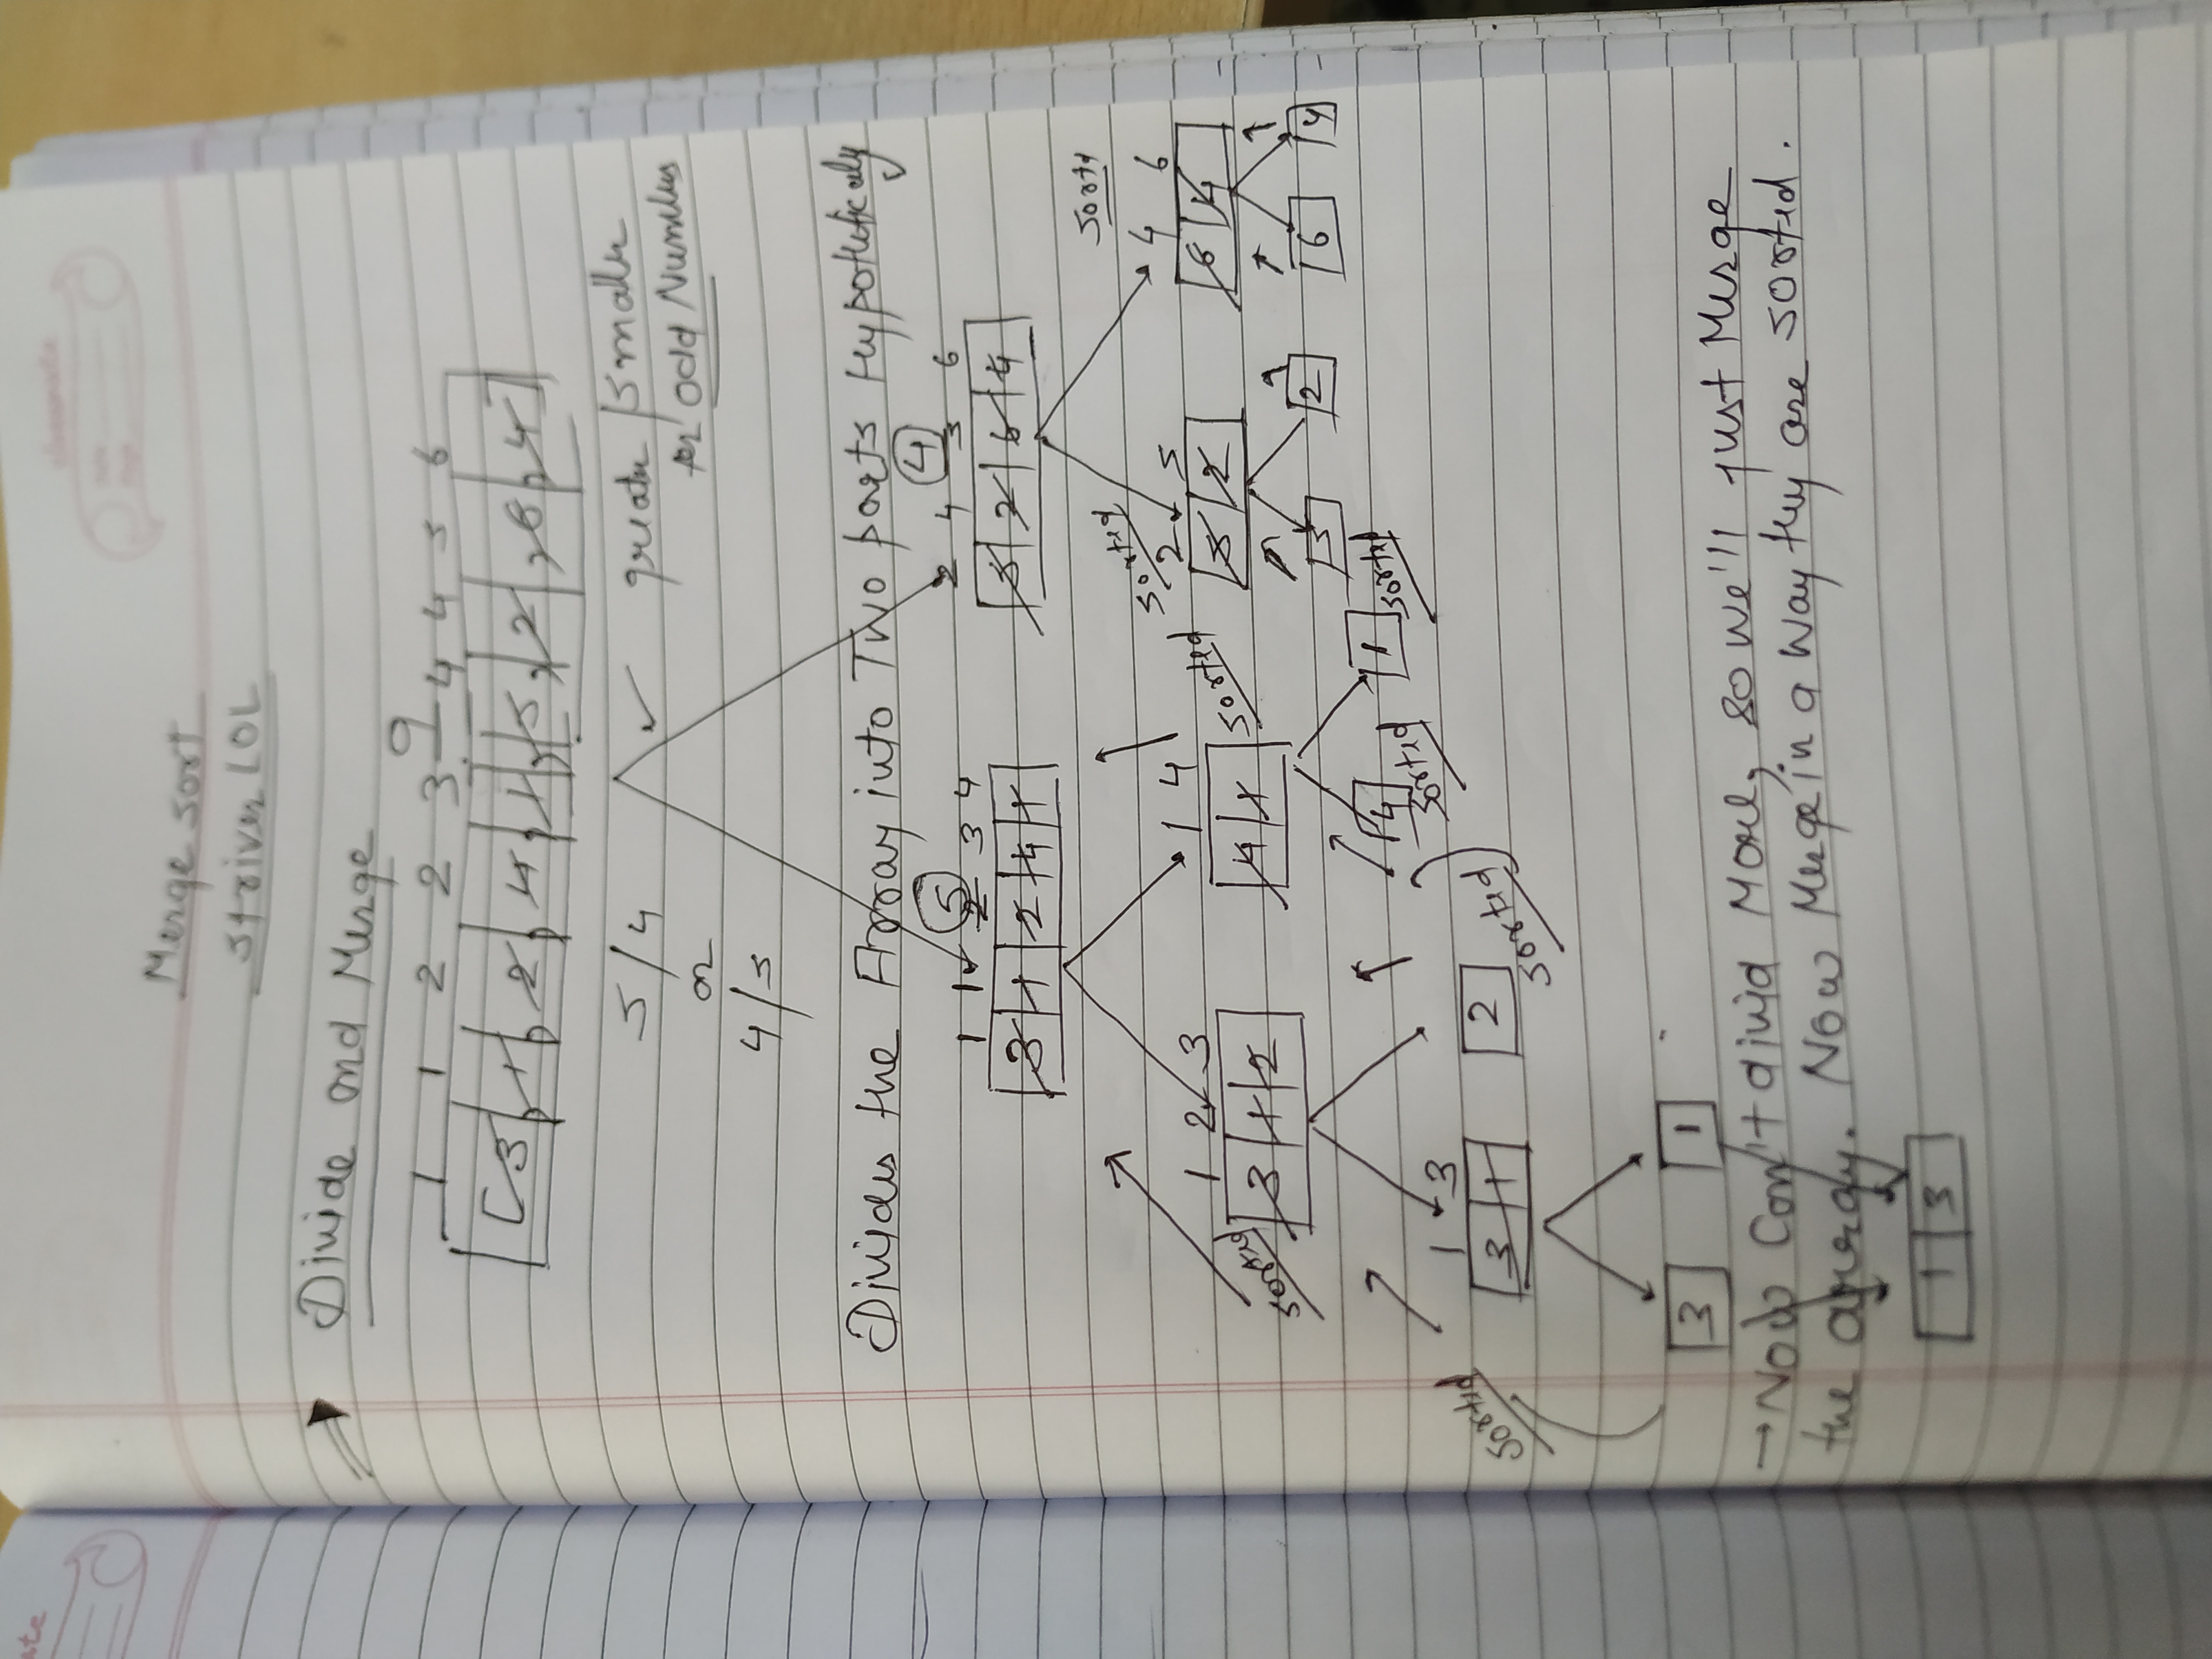 ate
classmate
Date
Page
Merge sort
Striver LOL
Divide and Merge
9
1 1 2 2 3 4 4 5 6
[3, 1, 2, 4, 1, 5, 2, 6, 4]
5/4 greater/smaller
or for odd Numbers
4/5
Divides the Array into Two parts Hypothetically
5 4
1 1 2 3 4 2 4 5 6
3 1 2 4 1 5 2 6 4
sorted sorted
1 2 3 1 4 2 5 4 6
sorted 3 1 2 4 1 sorted 5 2 6 4
5 2 6 4
4 sorted 1 sorted
sorted 1 3
3 1 2 sorted
3 1
→ Now Can't divid More, so we'll just Merge
the array. Now Merge in a way they are sorted.
1 3